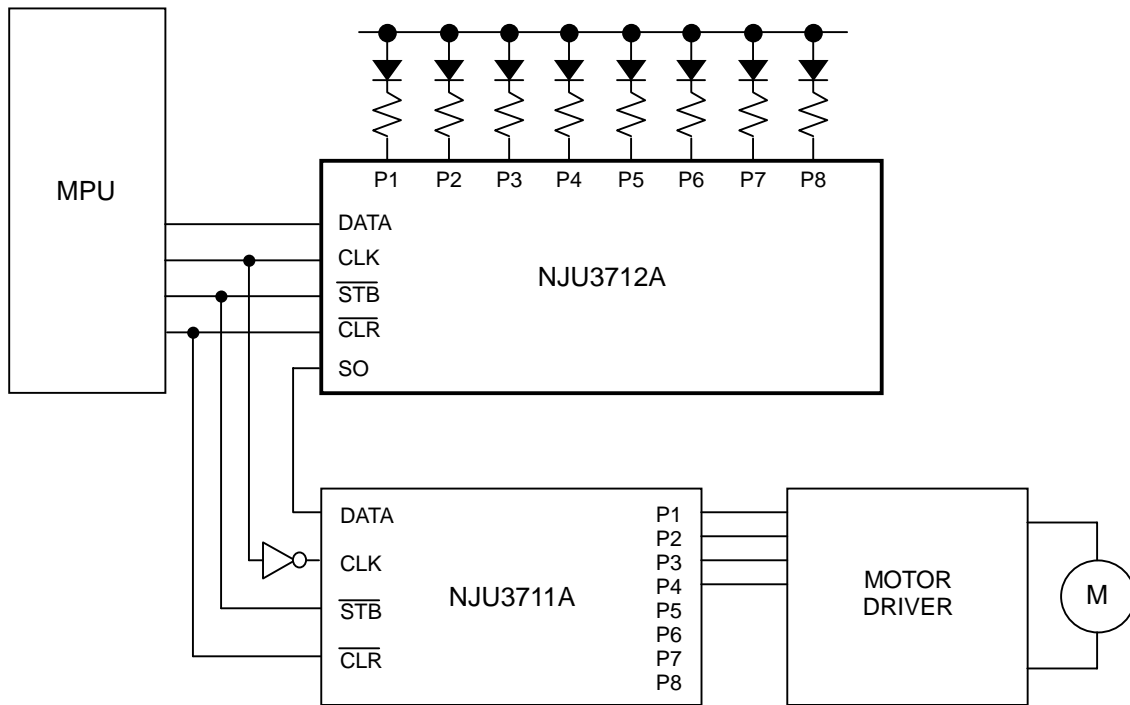 MPU
P1 P2 P3 P4 P5 P6 P7 P8
DATA
CLK
STB
CLR
SO
NJU3712A
DATA
CLK
STB
CLR
NJU3711A
P1
P2
P3
P4
P5
P6
P7
P8
MOTOR
DRIVER
M